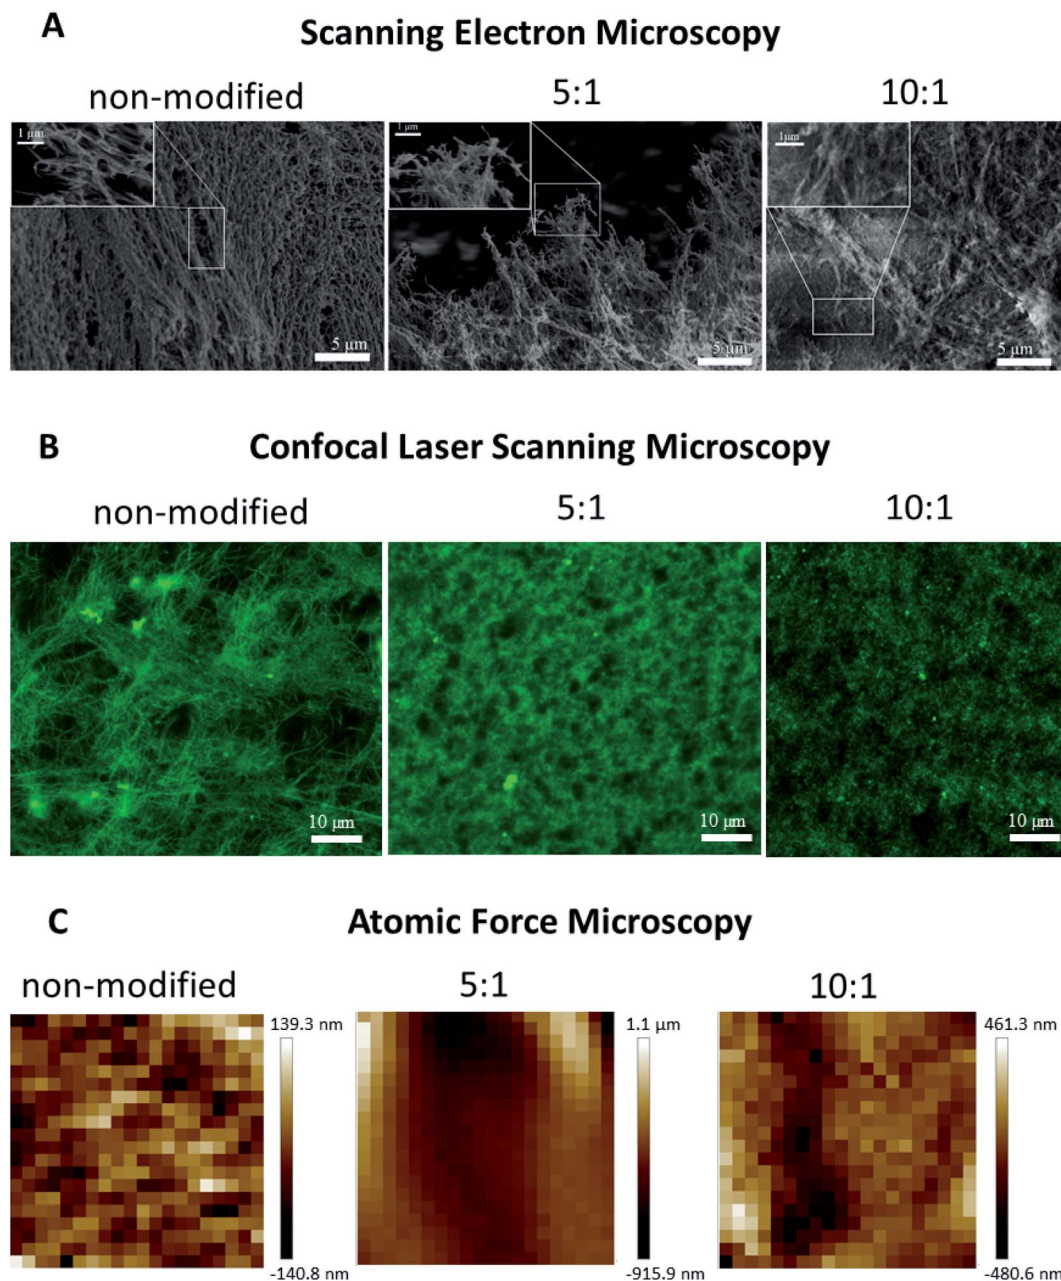 A
Scanning Electron Microscopy
non-modified
5:1
10:1
1 µm
1 µm
1µm
5 µm
5 µm
5 µm
B
Confocal Laser Scanning Microscopy
non-modified
5:1
10:1
10 µm
10 µm
10 µm
C
Atomic Force Microscopy
non-modified
5:1
10:1
139.3 nm
1.1 µm
461.3 nm
-140.8 nm
-915.9 nm
-480.6 nm